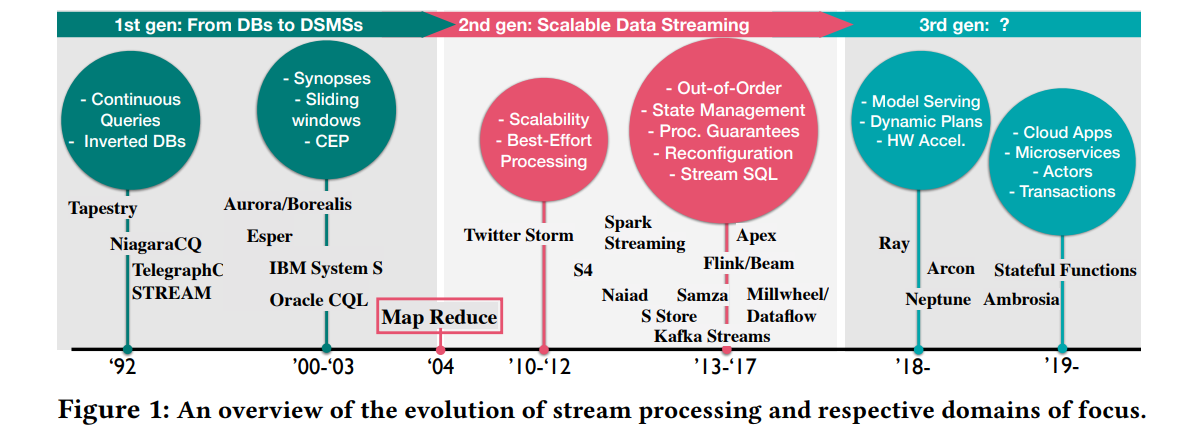 1st gen: From DBs to DSMSs
2nd gen: Scalable Data Streaming
3rd gen: ?
- Continuous
Queries
- Inverted DBs
- Synopses
- Sliding
windows
- CEP
- Scalability
- Best-Effort
Processing
- Out-of-Order
- State Management
- Proc. Guarantees
- Reconfiguration
- Stream SQL
- Model Serving
- Dynamic Plans
- HW Accel.
- Cloud Apps
- Microservices
- Actors
- Transactions
Tapestry
NiagaraCQ
TelegraphC
STREAM
Aurora/Borealis
Esper
IBM System S
Oracle CQL
Map Reduce
Twitter Storm
S4
Spark
Streaming
Naiad
S Store
Samza
Kafka Streams
Apex
Flink/Beam
Millwheel/
Dataflow
Ray
Arcon
Neptune
Stateful Functions
Ambrosia
‘92
’00-‘03
‘04
’10-‘12
’13-‘17
’18-
’19-
Figure 1: An overview of the evolution of stream processing and respective domains of focus.